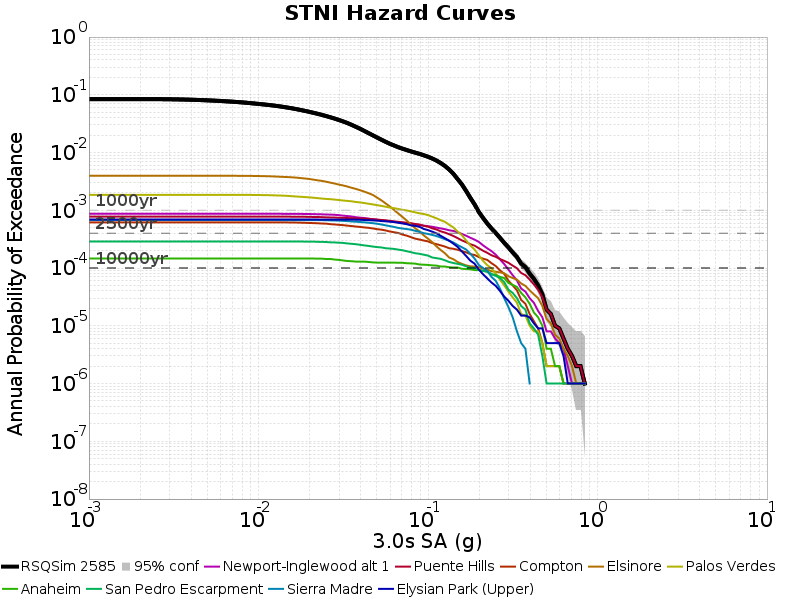 STNI Hazard Curves
Annual Probability of Exceedance
10^0
10^-1
10^-2
10^-3
10^-4
10^-5
10^-6
10^-7
10^-8
1000yr
2500yr
10000yr
10^-3 10^-2 10^-1 10^0 10^1
3.0s SA (g)
RSQSim 2585 95% conf Newport-Inglewood alt 1 Puente Hills Compton Elsinore Palos Verdes
Anaheim San Pedro Escarpment Sierra Madre Elysian Park (Upper)